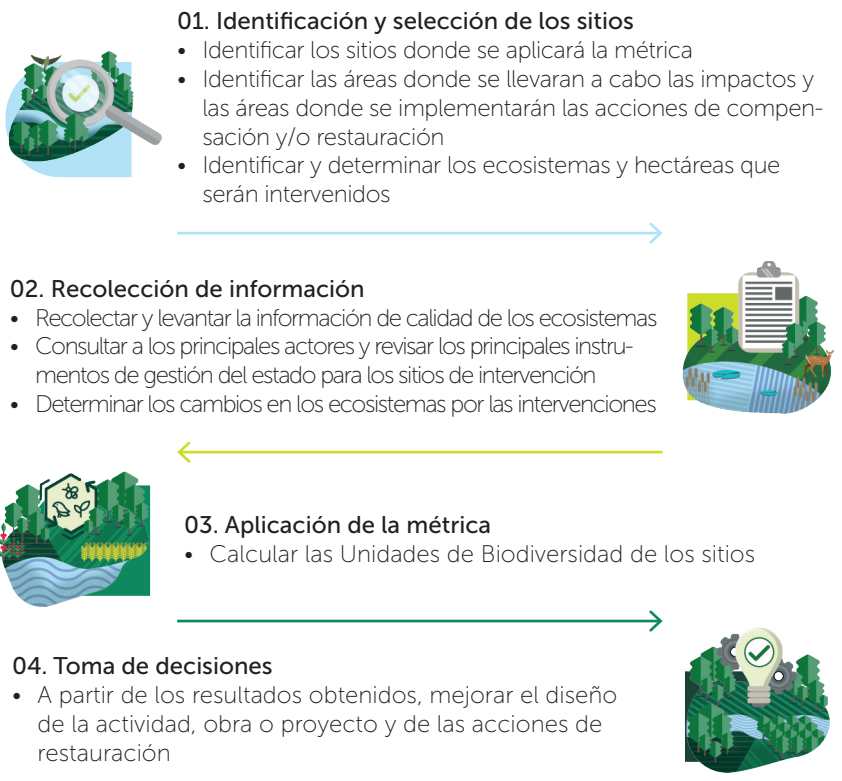 01. Identificación y selección de los sitios
• Identificar los sitios donde se aplicará la métrica
• Identificar las áreas donde se llevaran a cabo las impactos y
las áreas donde se implementarán las acciones de compen-
sación y/o restauración
• Identificar y determinar los ecosistemas y hectáreas que
serán intervenidos
02. Recolección de información
• Recolectar y levantar la información de calidad de los ecosistemas
• Consultar a los principales actores y revisar los principales instru-
mentos de gestión del estado para los sitios de intervención
• Determinar los cambios en los ecosistemas por las intervenciones
03. Aplicación de la métrica
• Calcular las Unidades de Biodiversidad de los sitios
04. Toma de decisiones
• A partir de los resultados obtenidos, mejorar el diseño
de la actividad, obra o proyecto y de las acciones de
restauración